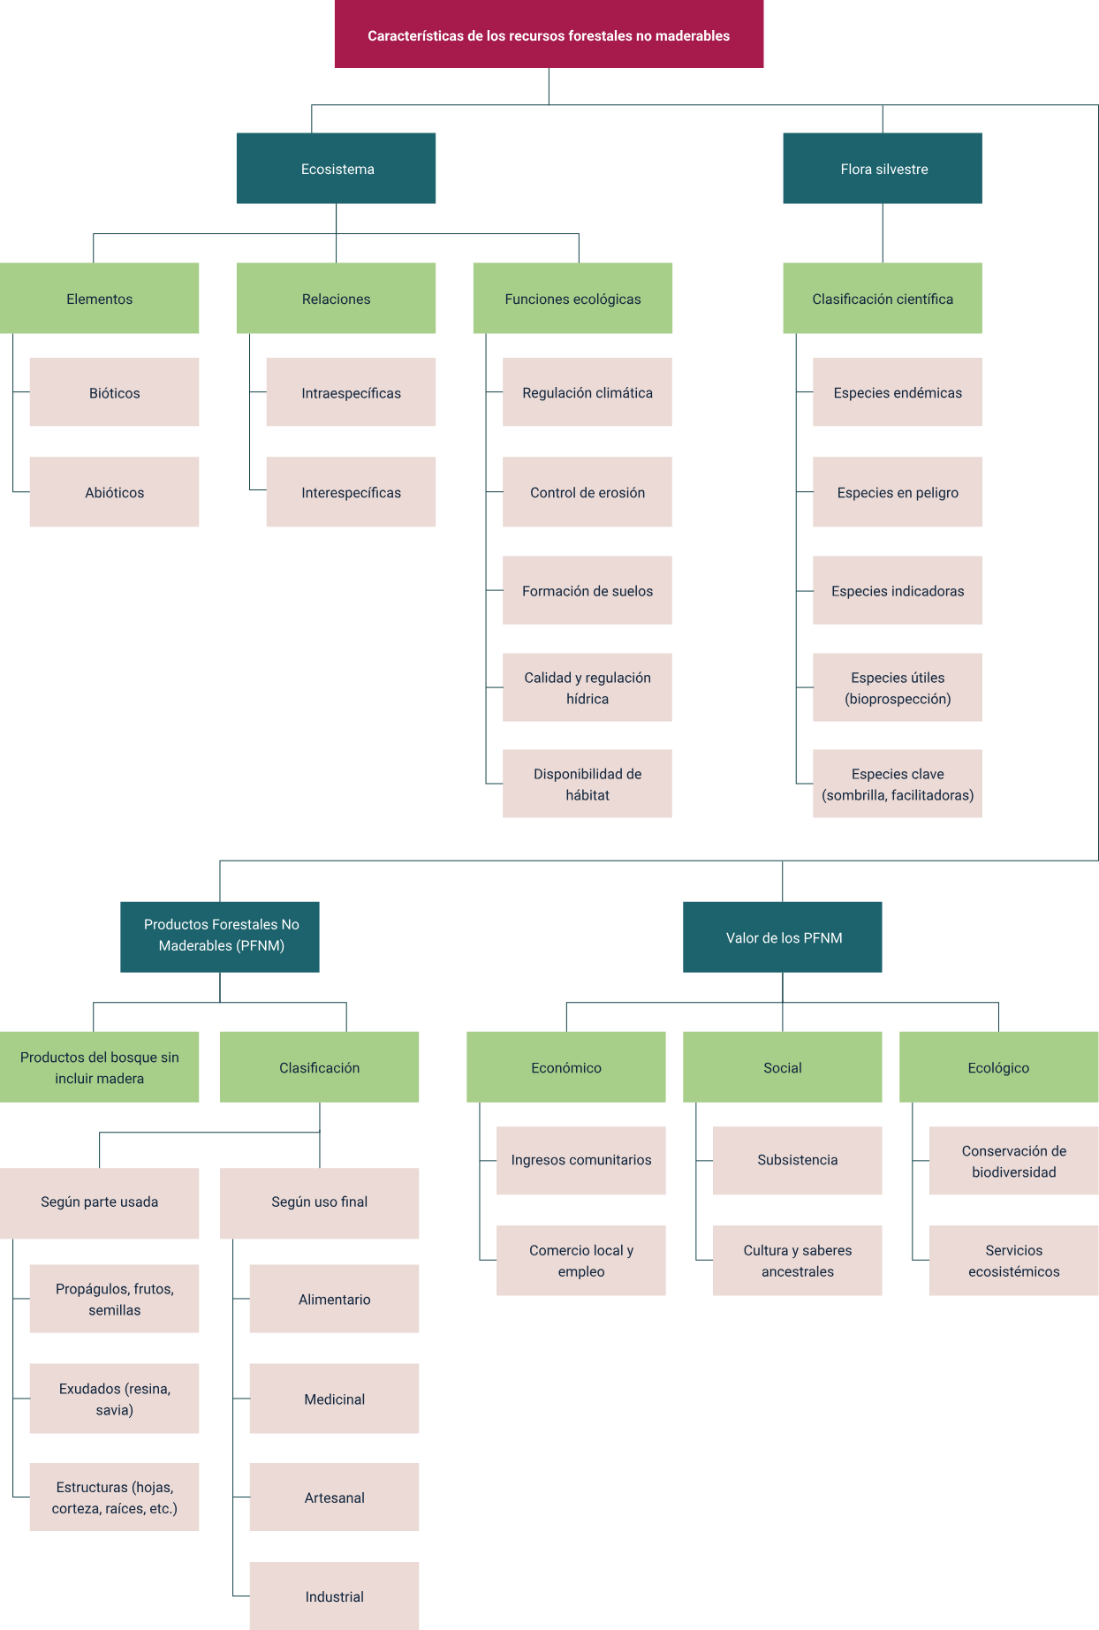 Características de los recursos forestales no maderables
Ecosistema
Flora silvestre
Elementos
Relaciones
Funciones ecológicas
Clasificación científica
Bióticos
Intraespecíficas
Regulación climática
Especies endémicas
Abióticos
Interespecíficas
Control de erosión
Especies en peligro
Formación de suelos
Especies indicadoras
Calidad y regulación
hídrica
Especies útiles
(bioprospección)
Disponibilidad de
hábitat
Especies clave
(sombrilla, facilitadoras)
Productos Forestales No
Maderables (PFNM)
Valor de los PFNM
Productos del bosque sin
incluir madera
Clasificación
Económico
Social
Ecológico
Según parte usada
Según uso final
Ingresos comunitarios
Subsistencia
Conservación de
biodiversidad
Propágulos, frutos,
semillas
Alimentario
Comercio local y
empleo
Cultura y saberes
ancestrales
Servicios
ecosistémicos
Exudados (resina,
savia)
Medicinal
Estructuras (hojas,
corteza, raíces, etc.)
Artesanal
Industrial